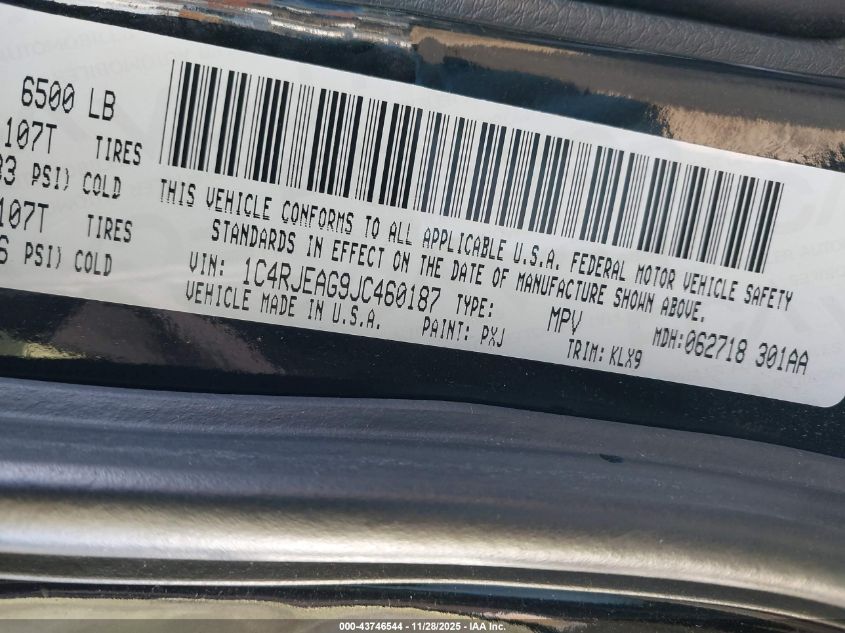 6500 LB
107T TIRES
33 PSI) COLD
107T TIRES
PSI) COLD
THIS VEHICLE CONFORMS TO ALL APPLICABLE U.S.A. FEDERAL MOTOR VEHICLE SAFETY
STANDARDS IN EFFECT ON THE DATE OF MANUFACTURE SHOWN ABOVE.
VIN: 1C4RJEAG9JC460187 TYPE: MPV MDH:062718 301AA
VEHICLE MADE IN U.S.A. PAINT: PXJ TRIM: KLX9
000-43746544 - 11/28/2025 - IAA Inc.